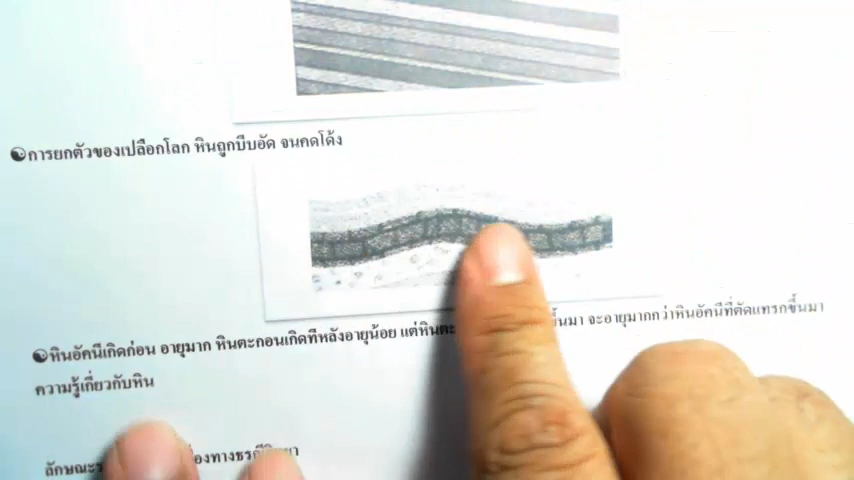 การยกตัวของเปลือกโลก หินถูกบีบอัด จนคดโค้ง
หินอัคนีเกิดก่อน อายุมาก หินตะกอนเกิดทีหลังอายุน้อย แต่หินตะ ขึ้นมา จะอายุมากกว่าหินอัคนีที่ตัดแทรกขึ้นมา
ความรู้เกี่ยวกับหิน
ลักษณะ